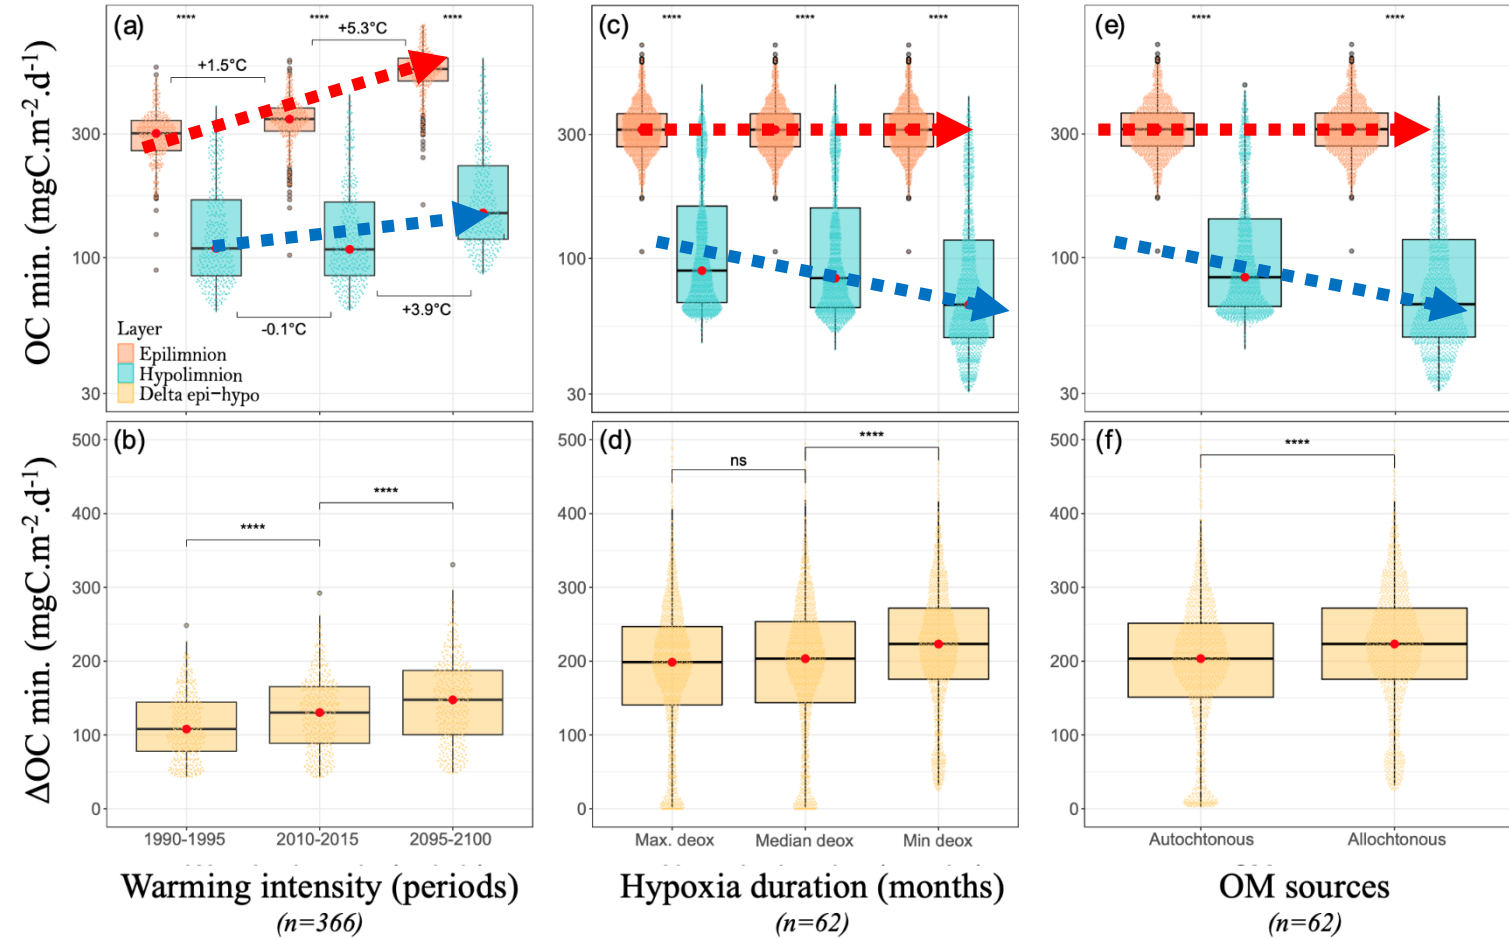 (a)
****
****
****
+5.3°C
+1.5°C
-0.1°C
+3.9°C
Layer
Epilimnion
Hypolimnion
Delta epi-hypo
OC min. (mgC.m-2.d-1)
300
100
30
(c)
****
****
****
300
100
30
(e)
****
****
300
100
30
(b)
****
****
ΔOC min. (mgC.m-2.d-1)
500
400
300
200
100
0
1990-1995
2010-2015
2095-2100
Warming intensity (periods)
(n=366)
(d)
ns
****
500
400
300
200
100
0
Max. deox
Median deox
Min deox
Hypoxia duration (months)
(n=62)
(f)
****
500
400
300
200
100
0
Autochtonous
Allochtonous
OM sources
(n=62)